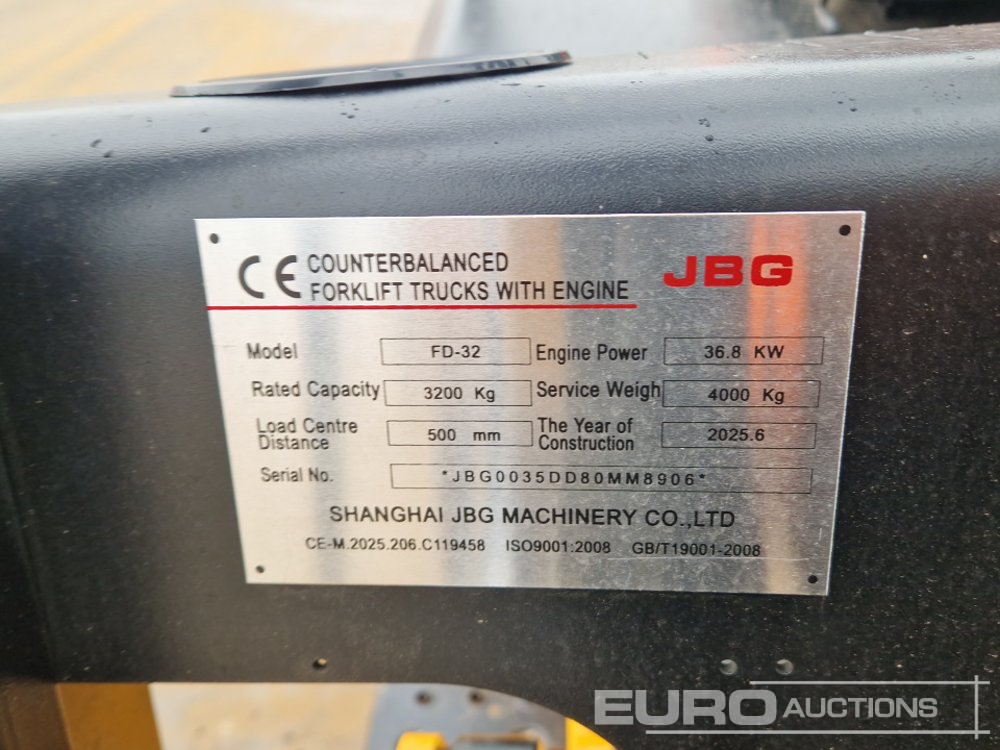 CE COUNTERBALANCED
FORKLIFT TRUCKS WITH ENGINE
JBG
Model FD-32 Engine Power 36.8 KW
Rated Capacity 3200 Kg Service Weigh 4000 Kg
Load Centre
Distance 500 mm
The Year of
Construction 2025.6
Serial No. *JBG0035DD80MM8906*
SHANGHAI JBG MACHINERY CO.,LTD
CE-M.2025.206.C119458 ISO9001:2008 GB/T19001-2008
EURO AUCTIONS